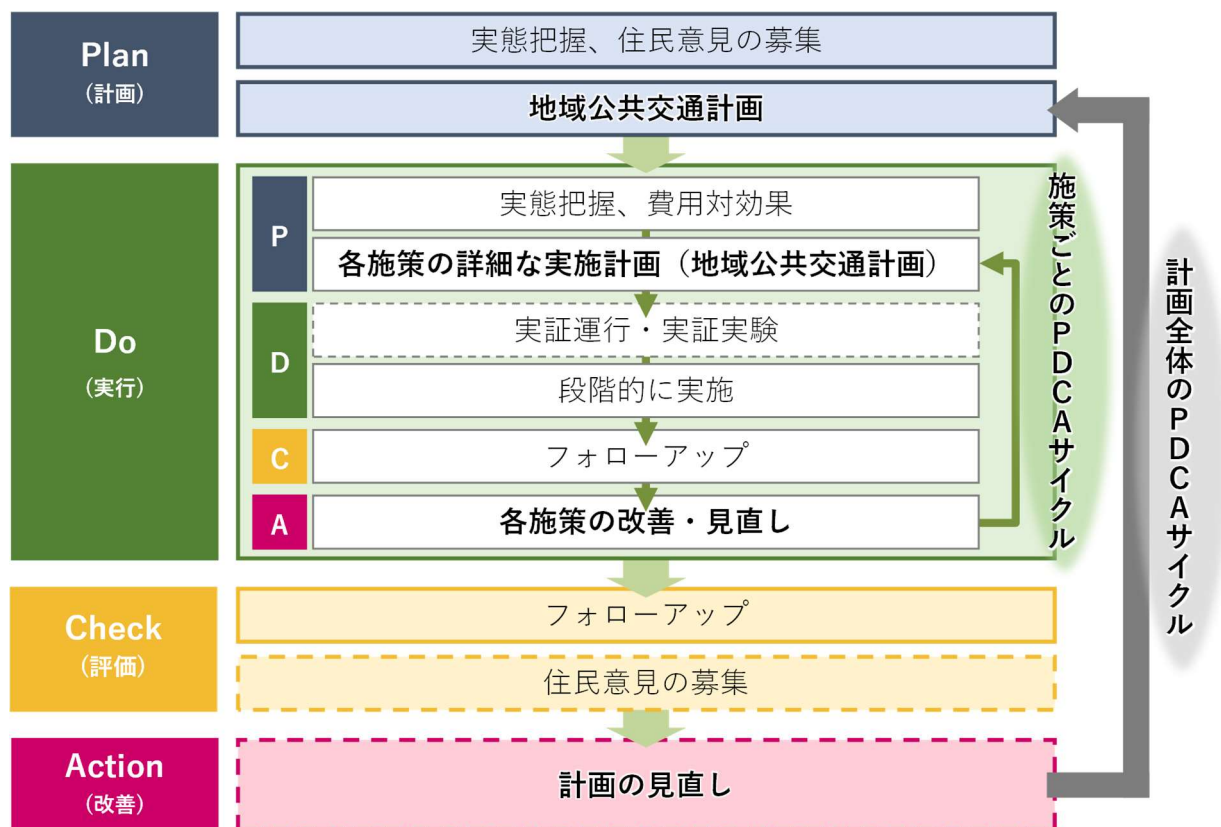 Plan
(計画)
実態把握、住民意見の募集
地域公共交通計画
Do
(実行)
P
実態把握、費用対効果
各施策の詳細な実施計画（地域公共交通計画）
D
実証運行・実証実験
段階的に実施
C
フォローアップ
A
各施策の改善・見直し
施策ごとのPDCAサイクル
計画全体のPDCAサイクル
Check
(評価)
フォローアップ
住民意見の募集
Action
(改善)
計画の見直し